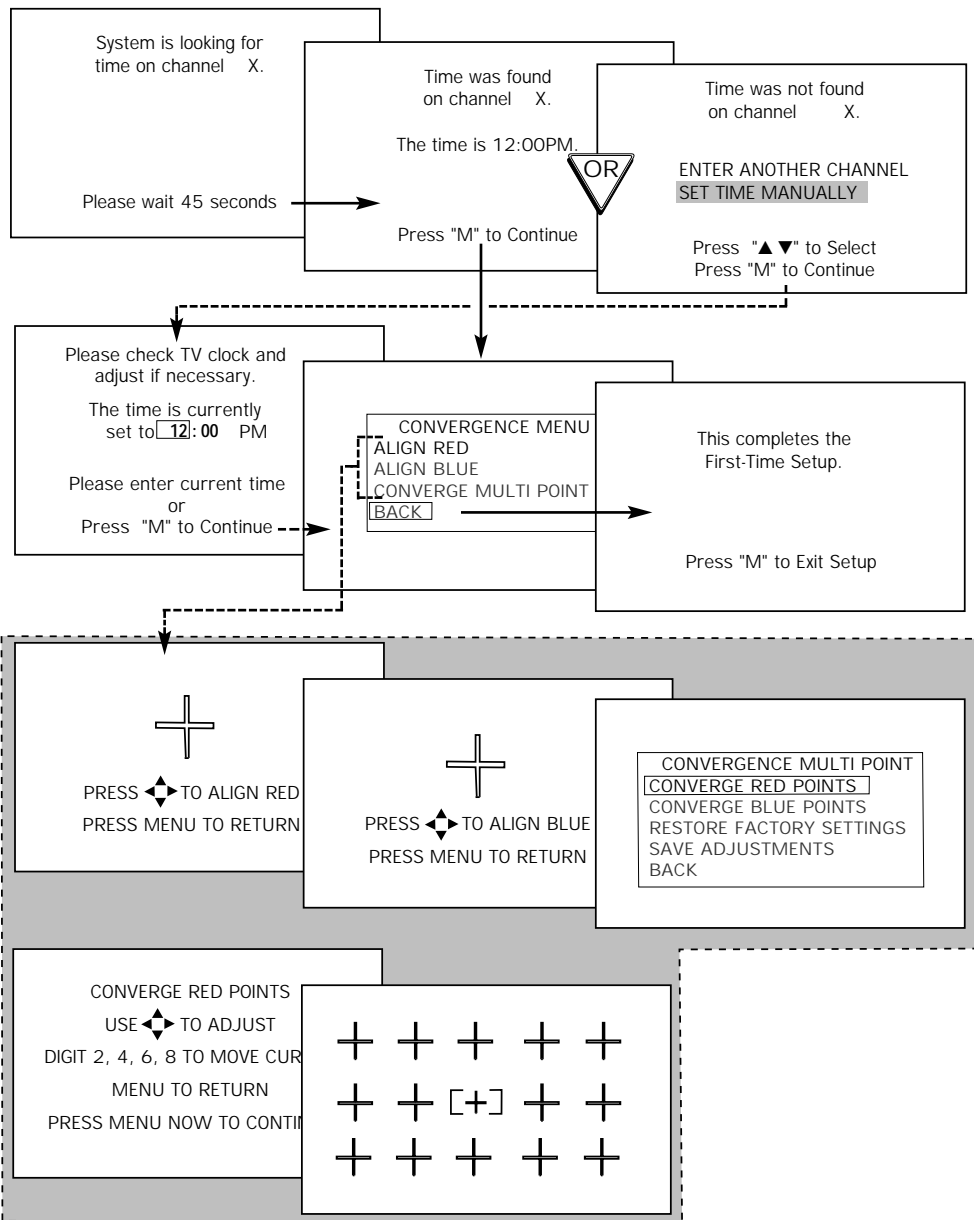 System is looking for
time on channel X.
Please wait 45 seconds
Time was found
on channel X.
The time is 12:00PM.
Press "M" to Continue
OR
Time was not found
on channel X.
ENTER ANOTHER CHANNEL
SET TIME MANUALLY
Press "▲ ▼" to Select
Press "M" to Continue
Please check TV clock and
adjust if necessary.
The time is currently
set to 12 : 00 PM
Please enter current time
or
Press "M" to Continue
CONVERGENCE MENU
ALIGN RED
ALIGN BLUE
CONVERGE MULTI POINT
BACK
This completes the
First-Time Setup.
Press "M" to Exit Setup
PRESS ◄▲▼► TO ALIGN RED
PRESS MENU TO RETURN
PRESS ◄▲▼► TO ALIGN BLUE
PRESS MENU TO RETURN
CONVERGENCE MULTI POINT
CONVERGE RED POINTS
CONVERGE BLUE POINTS
RESTORE FACTORY SETTINGS
SAVE ADJUSTMENTS
BACK
CONVERGE RED POINTS
USE ◄▲▼► TO ADJUST
DIGIT 2, 4, 6, 8 TO MOVE CUR
MENU TO RETURN
PRESS MENU NOW TO CONTIN